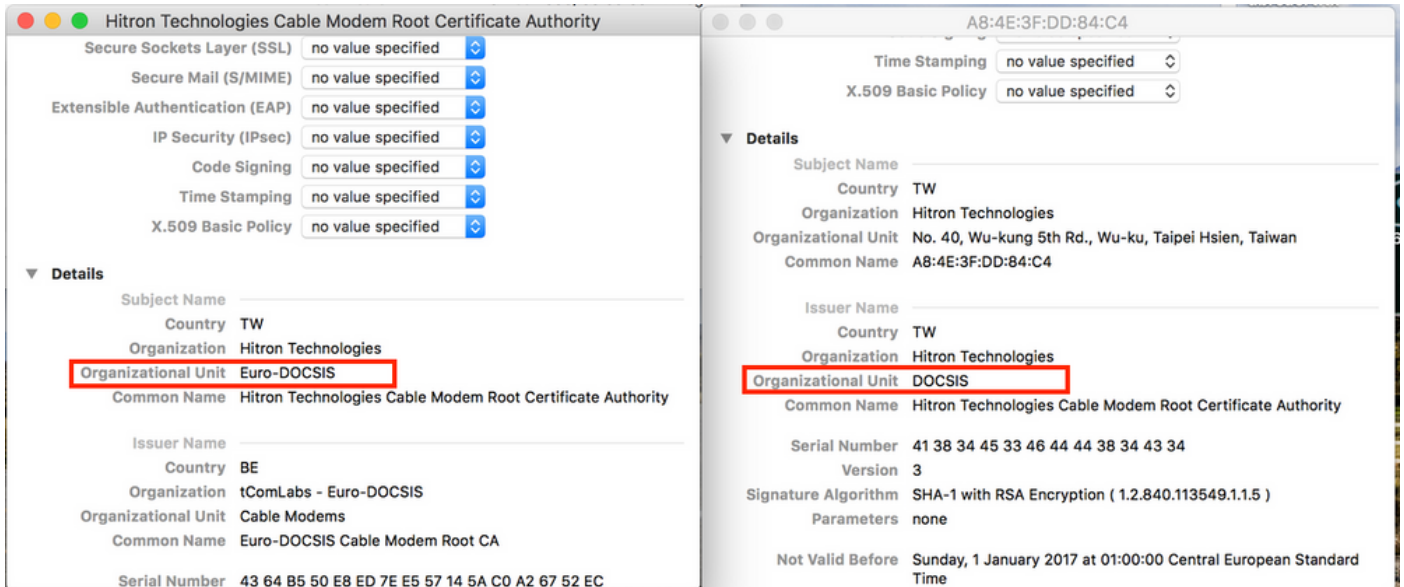 Hitron Technologies Cable Modem Root Certificate Authority
Secure Sockets Layer (SSL) no value specified
Secure Mail (S/MIME) no value specified
Extensible Authentication (EAP) no value specified
IP Security (IPsec) no value specified
Code Signing no value specified
Time Stamping no value specified
X.509 Basic Policy no value specified
Details
Subject Name
Country TW
Organization Hitron Technologies
Organizational Unit Euro-DOCSIS
Common Name Hitron Technologies Cable Modem Root Certificate Authority
Issuer Name
Country BE
Organization tComLabs - Euro-DOCSIS
Organizational Unit Cable Modems
Common Name Euro-DOCSIS Cable Modem Root CA
Serial Number 43 64 B5 50 E8 ED 7E E5 57 14 5A C0 A2 67 52 EC
A8:4E:3F:DD:84:C4
Time Stamping no value specified
X.509 Basic Policy no value specified
Details
Subject Name
Country TW
Organization Hitron Technologies
Organizational Unit No. 40, Wu-kung 5th Rd., Wu-ku, Taipei Hsien, Taiwan
Common Name A8:4E:3F:DD:84:C4
Issuer Name
Country TW
Organization Hitron Technologies
Organizational Unit DOCSIS
Common Name Hitron Technologies Cable Modem Root Certificate Authority
Serial Number 41 38 34 45 33 46 44 44 38 34 43 34
Version 3
Signature Algorithm SHA-1 with RSA Encryption ( 1.2.840.113549.1.1.5 )
Parameters none
Not Valid Before Sunday, 1 January 2017 at 01:00:00 Central European Standard
Time